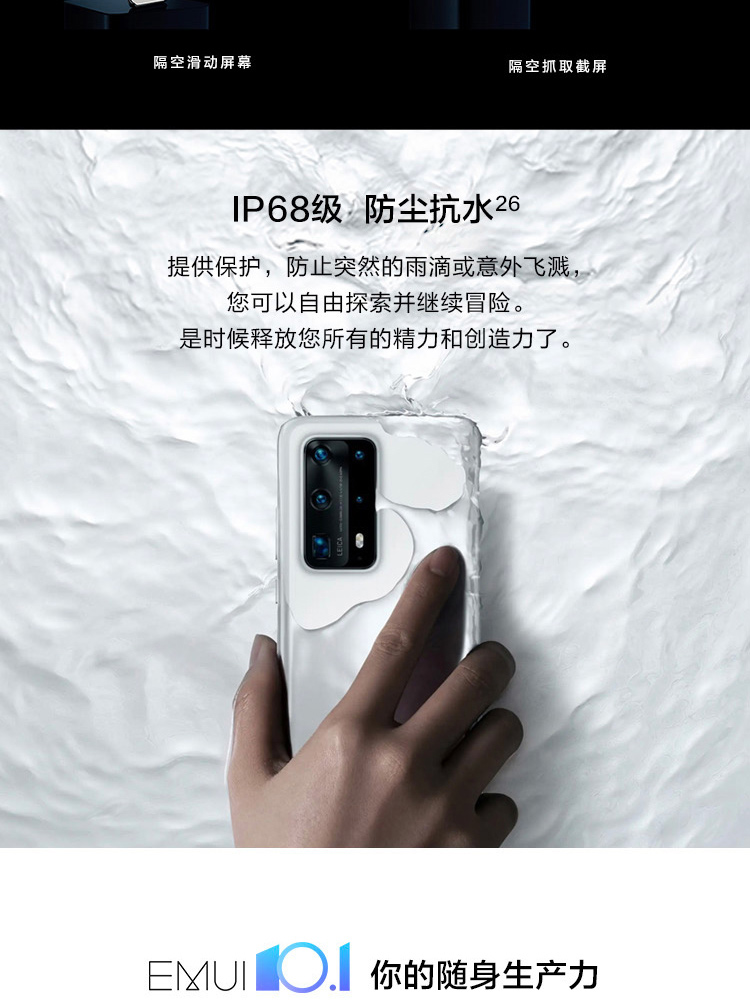 隔空滑动屏幕
隔空抓取截屏
IP68级 防尘抗水26
提供保护，防止突然的雨滴或意外飞溅，
您可以自由探索并继续冒险。
是时候释放您所有的精力和创造力了。
LEICA
EMUI10.1 你的随身生产力